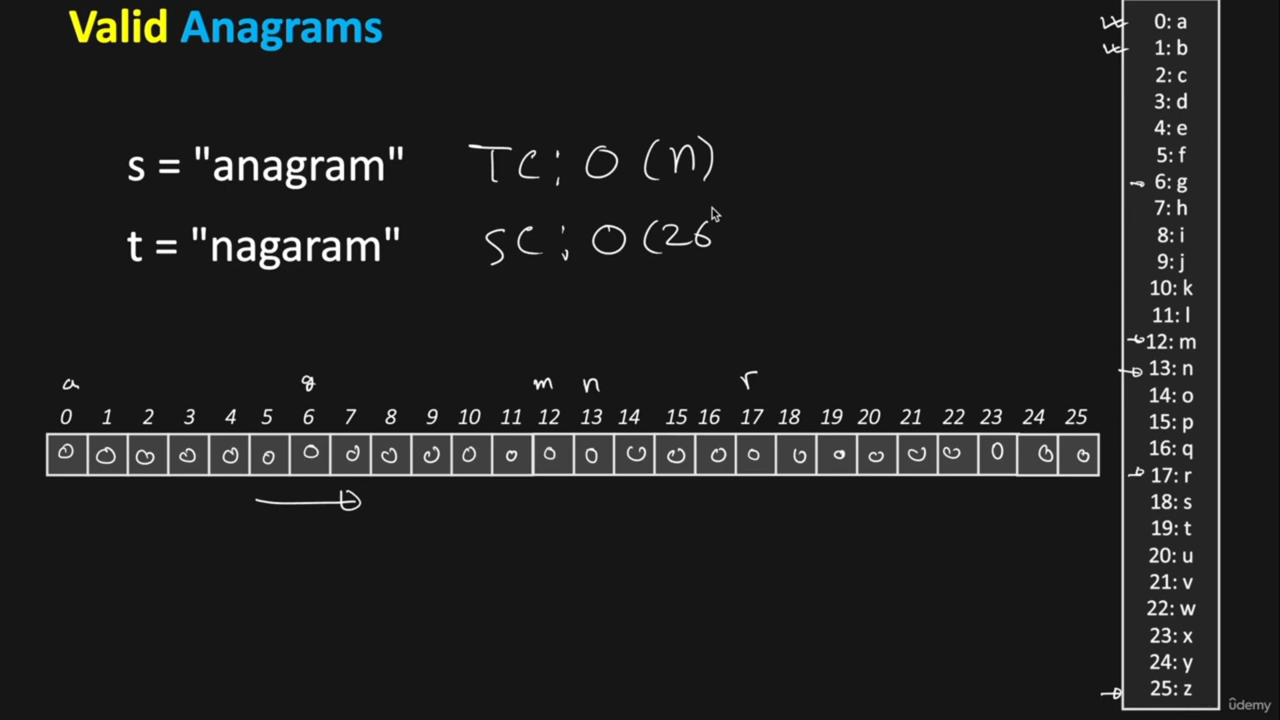 Valid Anagrams
s = "anagram" TC: O(n)
t = "nagaram" SC: O(26
a g m n r
0 1 2 3 4 5 6 7 8 9 10 11 12 13 14 15 16 17 18 19 20 21 22 23 24 25
0 0 0 0 0 0 0 0 0 0 0 0 0 0 0 0 0 0 0 0 0 0 0 0 0 0
0: a
1: b
2: c
3: d
4: e
5: f
6: g
7: h
8: i
9: j
10: k
11: l
12: m
13: n
14: o
15: p
16: q
17: r
18: s
19: t
20: u
21: v
22: w
23: x
24: y
25: z
ûdemy